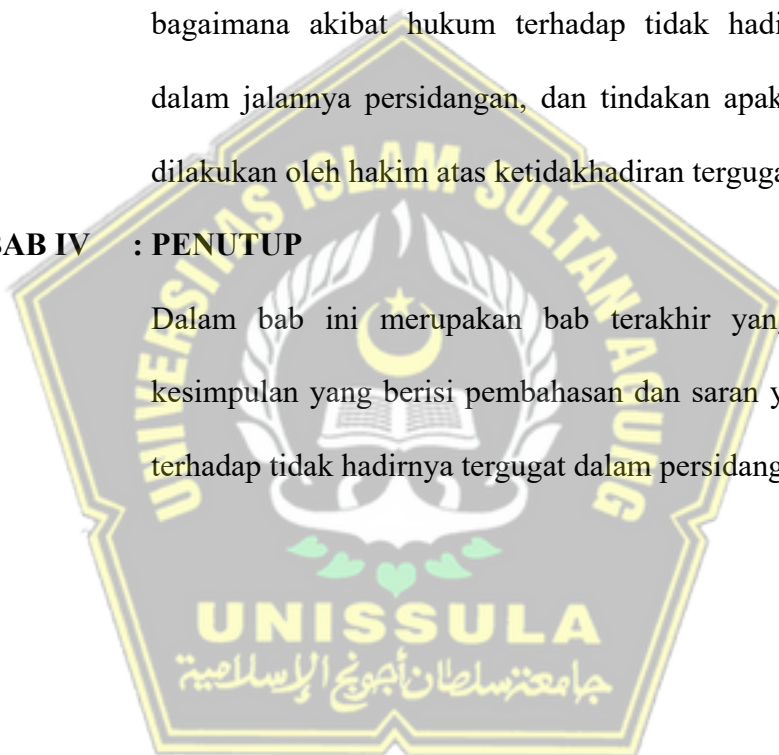 bagaimana akibat hukum terhadap tidak hadi
dalam jalannya persidangan, dan tindakan apak
dilakukan oleh hakim atas ketidakhadiran terguga
BAB IV : PENUTUP
Dalam bab ini merupakan bab terakhir yan
kesimpulan yang berisi pembahasan dan saran y
terhadap tidak hadirnya tergugat dalam persidang
UNIVERSITAS ISLAM SULTAN AGUNG
UNISSULA
جامعة سلطان أجونج الإسلامية